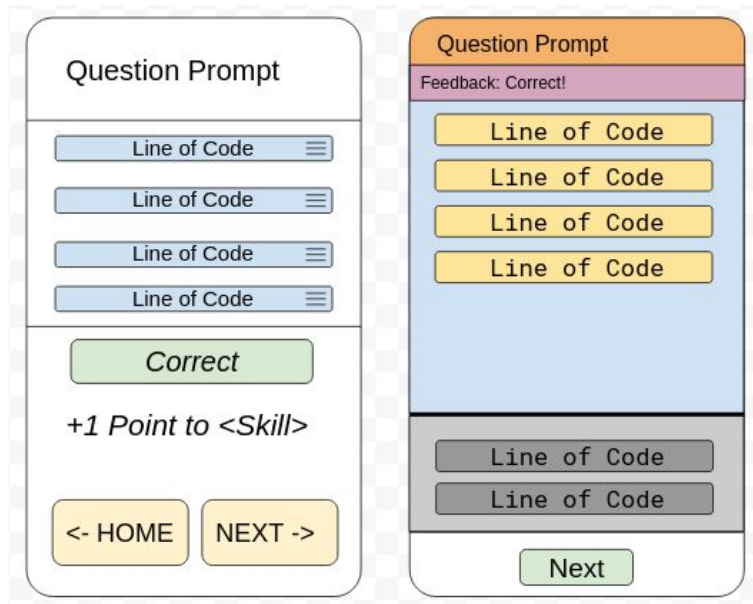 Question Prompt
Line of Code
Line of Code
Line of Code
Line of Code
Correct
+1 Point to <Skill>
<- HOME
NEXT ->
Question Prompt
Feedback: Correct!
Line of Code
Line of Code
Line of Code
Line of Code
Line of Code
Line of Code
Next